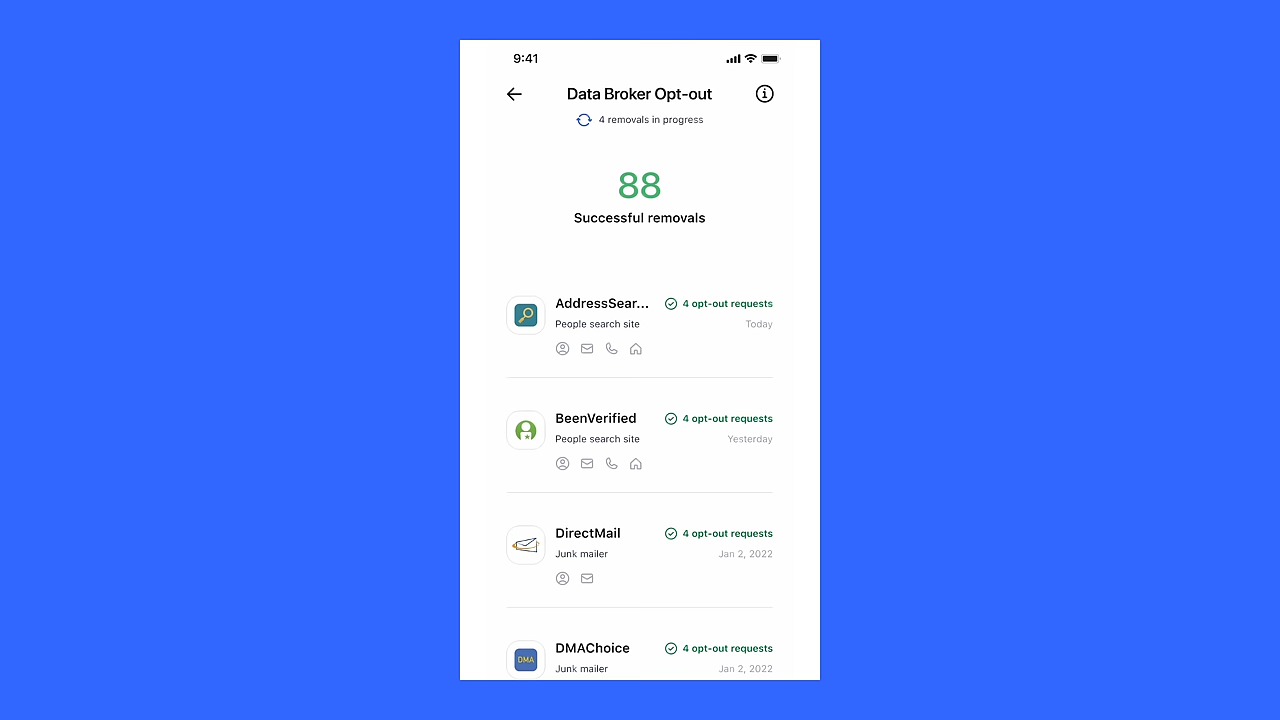 9:41
Data Broker Opt-out
4 removals in progress
88
Successful removals
AddressSear... 4 opt-out requests
People search site Today
BeenVerified 4 opt-out requests
People search site Yesterday
DirectMail 4 opt-out requests
Junk mailer Jan 2, 2022
DMAChoice 4 opt-out requests
DMA
Junk mailer Jan 2, 2022